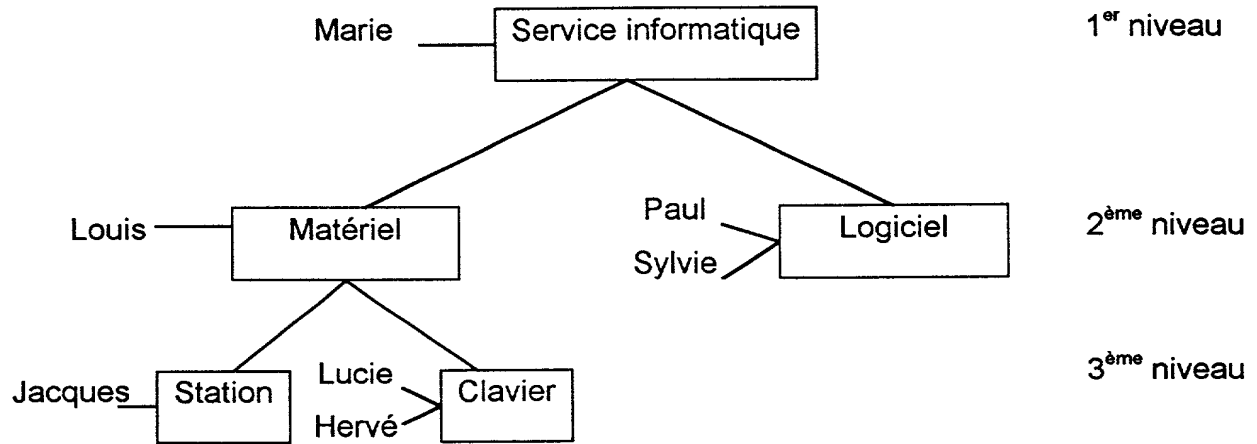 Marie Service informatique 1er niveau
Louis Matériel Paul Logiciel 2ème niveau
Sylvie
Jacques Station Lucie Clavier 3ème niveau
Hervé